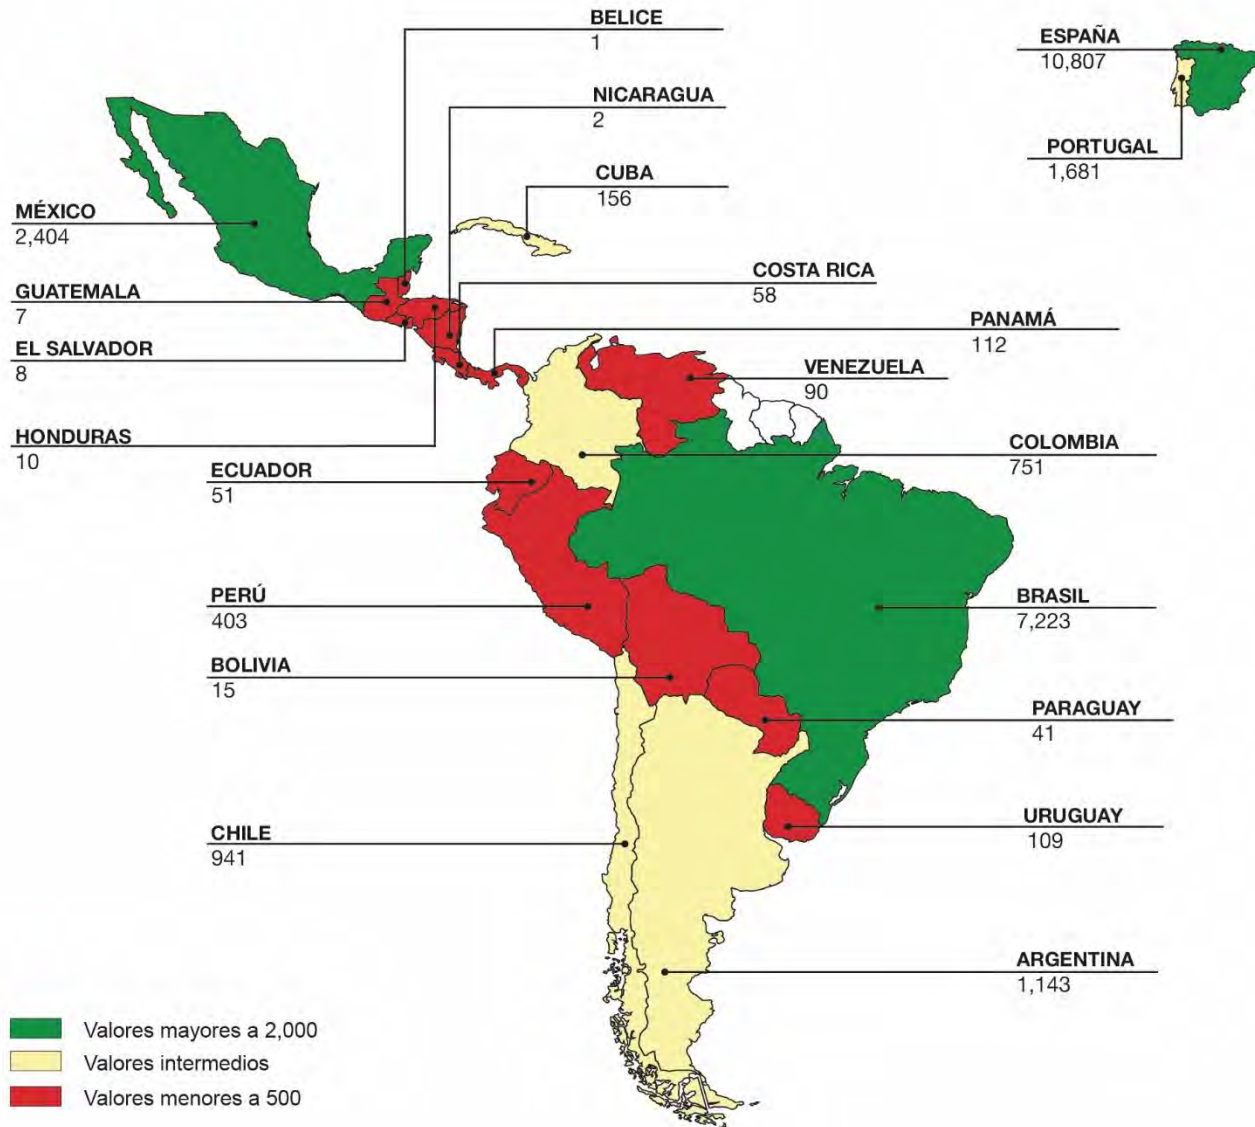 BELICE
1
ESPAÑA
10,807
NICARAGUA
2
PORTUGAL
1,681
CUBA
156
MÉXICO
2,404
COSTA RICA
58
GUATEMALA
7
PANAMÁ
112
EL SALVADOR
8
VENEZUELA
90
HONDURAS
10
COLOMBIA
751
ECUADOR
51
PERÚ
403
BRASIL
7,223
BOLIVIA
15
PARAGUAY
41
URUGUAY
109
CHILE
941
ARGENTINA
1,143
Valores mayores a 2,000
Valores intermedios
Valores menores a 500